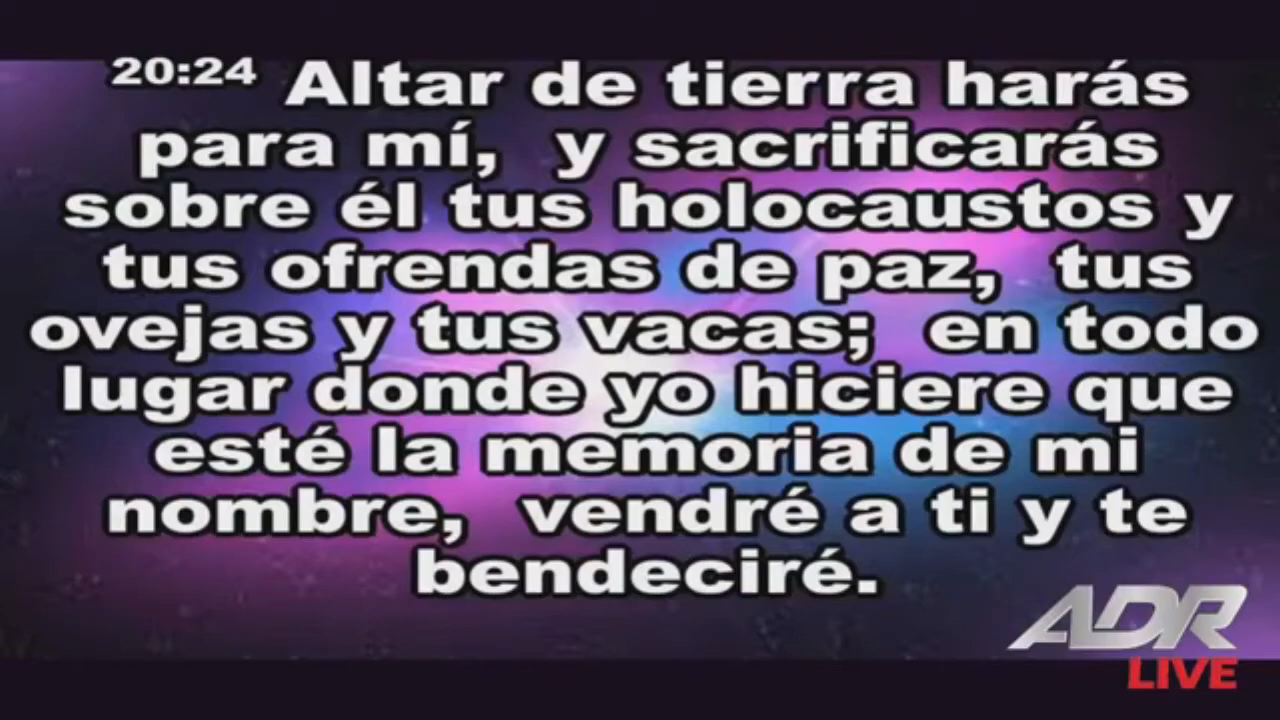 20:24 Altar de tierra harás
para mí, y sacrificarás
sobre él tus holocaustos y
tus ofrendas de paz, tus
ovejas y tus vacas; en todo
lugar donde yo hiciere que
esté la memoria de mi
nombre, vendré a ti y te
bendeciré.
ADR
LIVE